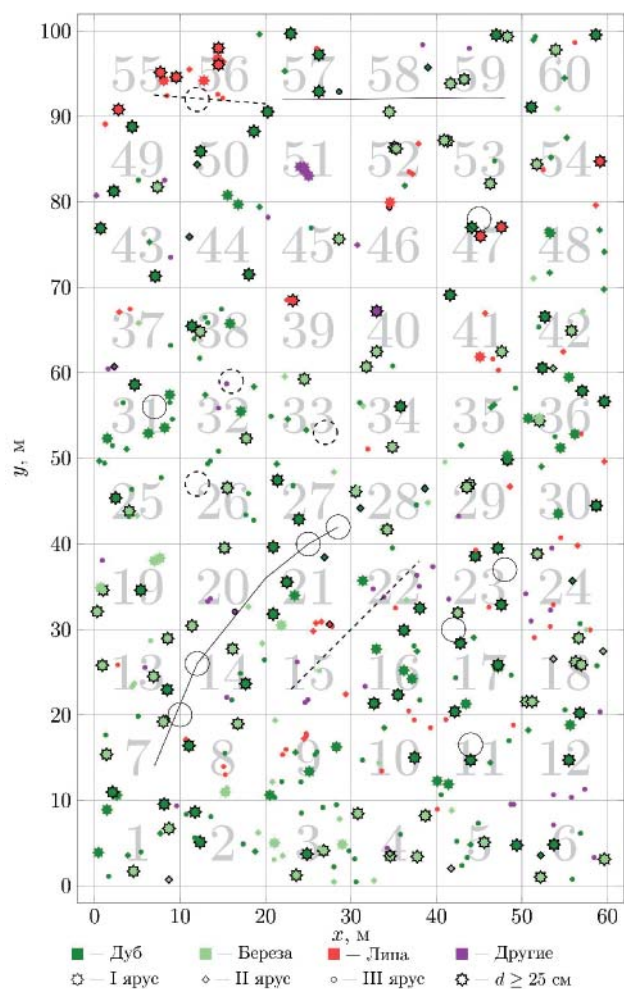 100
55 56 57 58 59 60
90
49 50 51 52 53 54
80
43 44 45 46 47 48
70
37 38 39 40 41 42
60
31 32 33 34 35 36
50
25 26 27 28 29 30
40
19 20 21 22 23 24
30
13 14 15 16 17 18
20
7 8 9 10 11 12
10
1 2 3 4 5 6
0
y, м
0 10 20 30 40 50 60
x, м
— Дуб — Береза — Липа — Другие
— I ярус — II ярус — III ярус — d ≥ 25 см